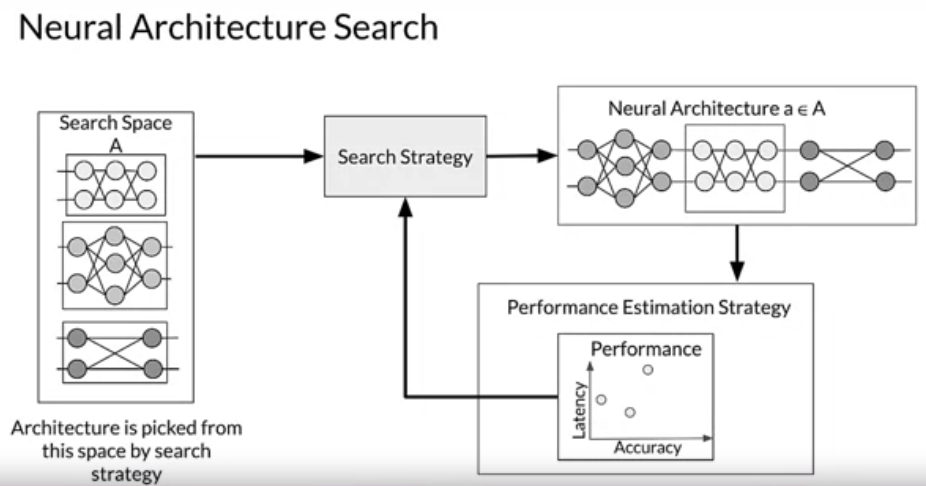 Neural Architecture Search
Search Space
A
Search Strategy
Neural Architecture a ∈ A
Performance Estimation Strategy
Performance
Latency
Accuracy
Architecture is picked from
this space by search
strategy